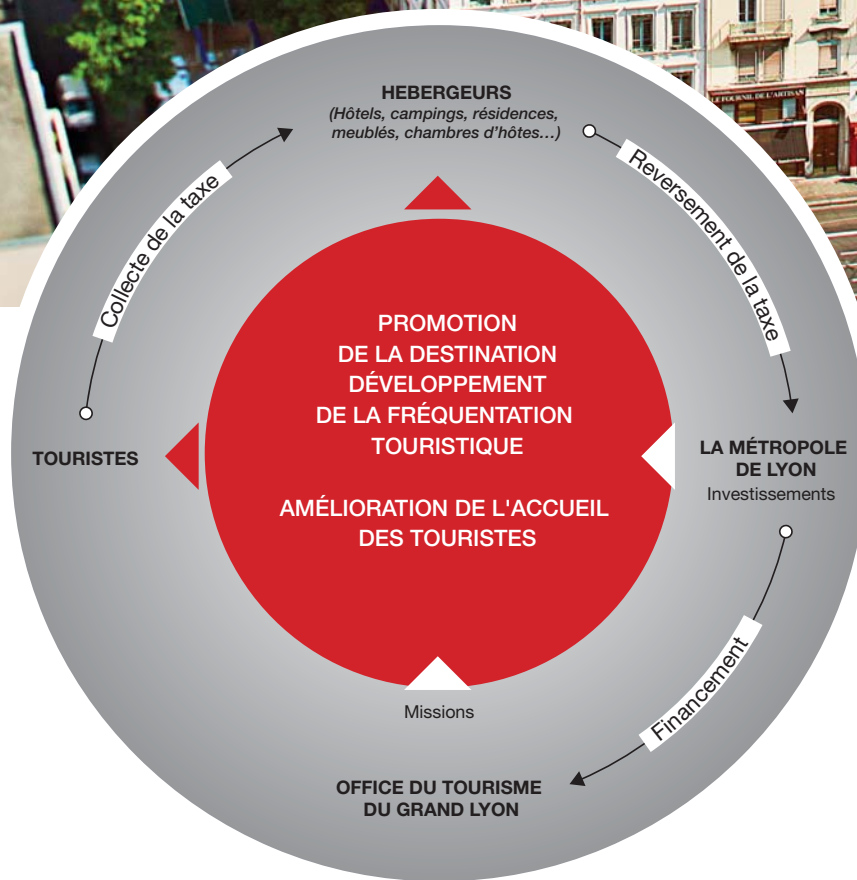 HEBERGEURS
(Hôtels, campings, résidences,
meublés, chambres d'hôtes...)
LE FOURNIL DE L'ARTISAN
Collecte de la taxe
Reversement de la taxe
PROMOTION
DE LA DESTINATION
DÉVELOPPEMENT
DE LA FRÉQUENTATION
TOURISTIQUE
AMÉLIORATION DE L'ACCUEIL
DES TOURISTES
TOURISTES
LA MÉTROPOLE
DE LYON
Investissements
Financement
Missions
OFFICE DU TOURISME
DU GRAND LYON